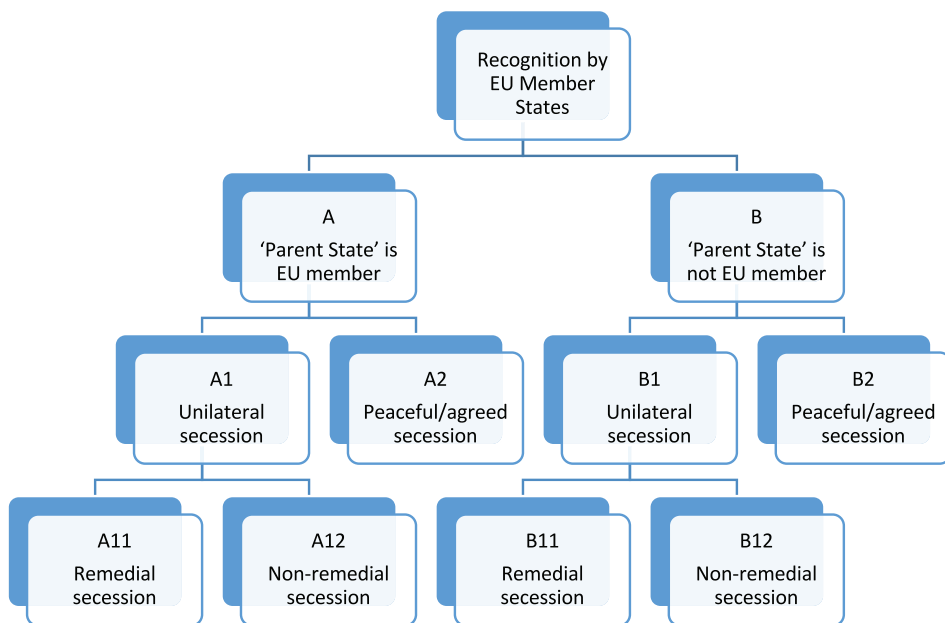 Recognition by
EU Member
States
A
‘Parent State’ is
EU member
B
‘Parent State’ is
not EU member
A1
Unilateral
secession
A2
Peaceful/agreed
secession
B1
Unilateral
secession
B2
Peaceful/agreed
secession
A11
Remedial
secession
A12
Non-remedial
secession
B11
Remedial
secession
B12
Non-remedial
secession